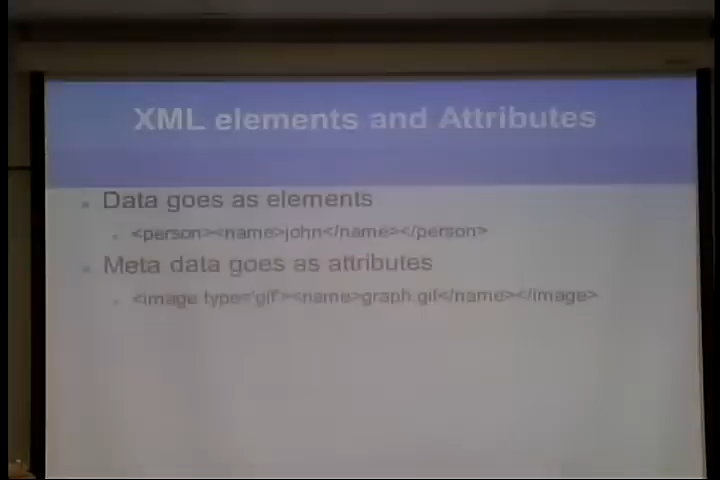 XML elements and Attributes
Data goes as elements
<person><name>john</name></person>
Meta data goes as attributes
<image type='gif'><name>graph.gif</name></image>